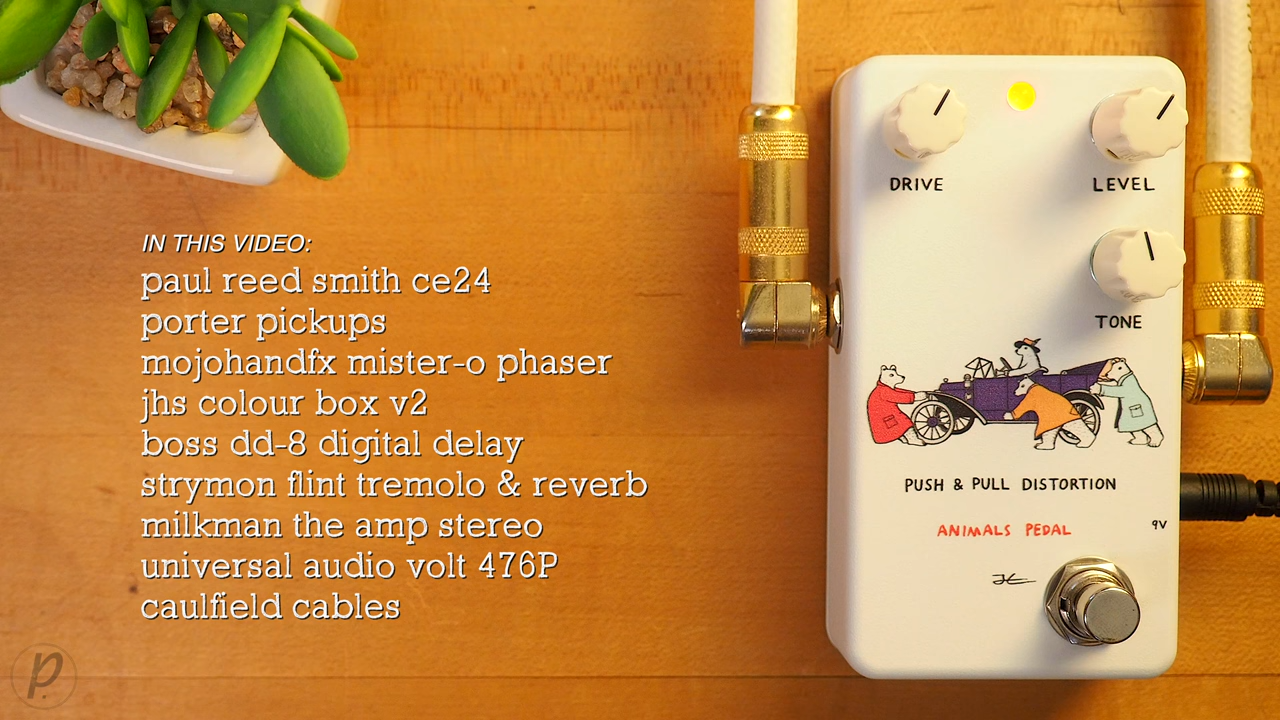 IN THIS VIDEO:
paul reed smith ce24
porter pickups
mojohandfx mister-o phaser
jhs colour box v2
boss dd-8 digital delay
strymon flint tremolo & reverb
milkman the amp stereo
universal audio volt 476P
caulfield cables
p
DRIVE
LEVEL
TONE
PUSH & PULL DISTORTION
ANIMALS PEDAL
9V